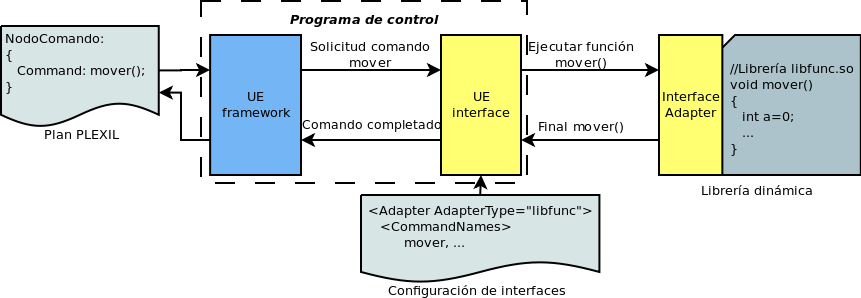 Programa de control
NodoComando:
{
Command: mover();
}
Plan PLEXIL
UE
framework
Solicitud comando
mover
Comando completado
UE
interface
Ejecutar función
mover()
Final mover()
Interface
Adapter
//Librería libfunc.so
void mover()
{
int a=0;
...
}
Librería dinámica
<Adapter AdapterType="libfunc">
<CommandNames>
mover, ...
Configuración de interfaces